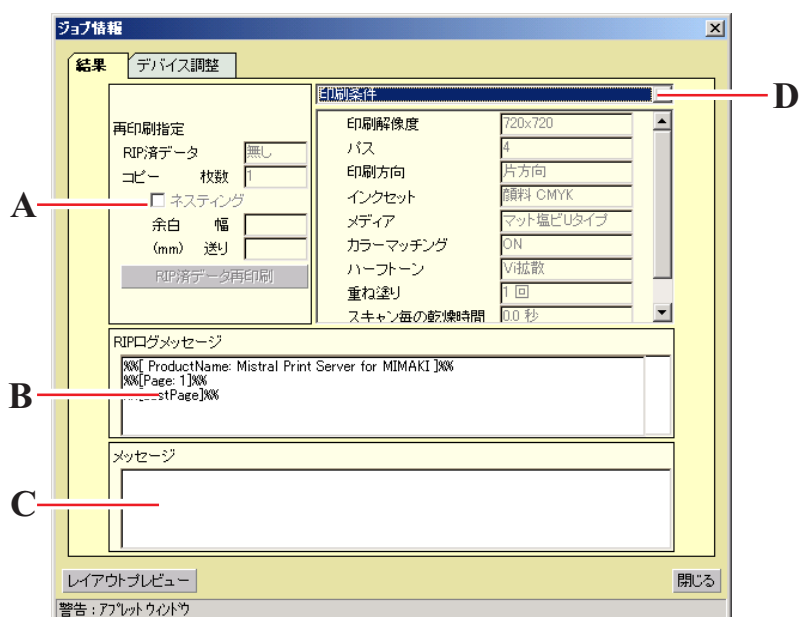 ジョブ情報
結果
デバイス調整
印刷条件
D
再印刷指定
RIP済データ 無し
コピー 枚数 1
A
ネスティング
余白 幅
(mm) 送り
RIP済データ再印刷
印刷解像度 720x720
パス 4
印刷方向 片方向
インクセット 顔料 CMYK
メディア マット塩ビUタイプ
カラーマッチング ON
ハーフトーン Vi拡散
重ね塗り 1 回
スキャン毎の乾燥時間 0.0 秒
RIPログメッセージ
%%[ ProductName: Mistral Print Server for MIMAKI ]%%
%%[Page: 1]%%
%%[LastPage]%%
B
メッセージ
C
レイアウトプレビュー
閉じる
警告 : アプレット ウィンドウ